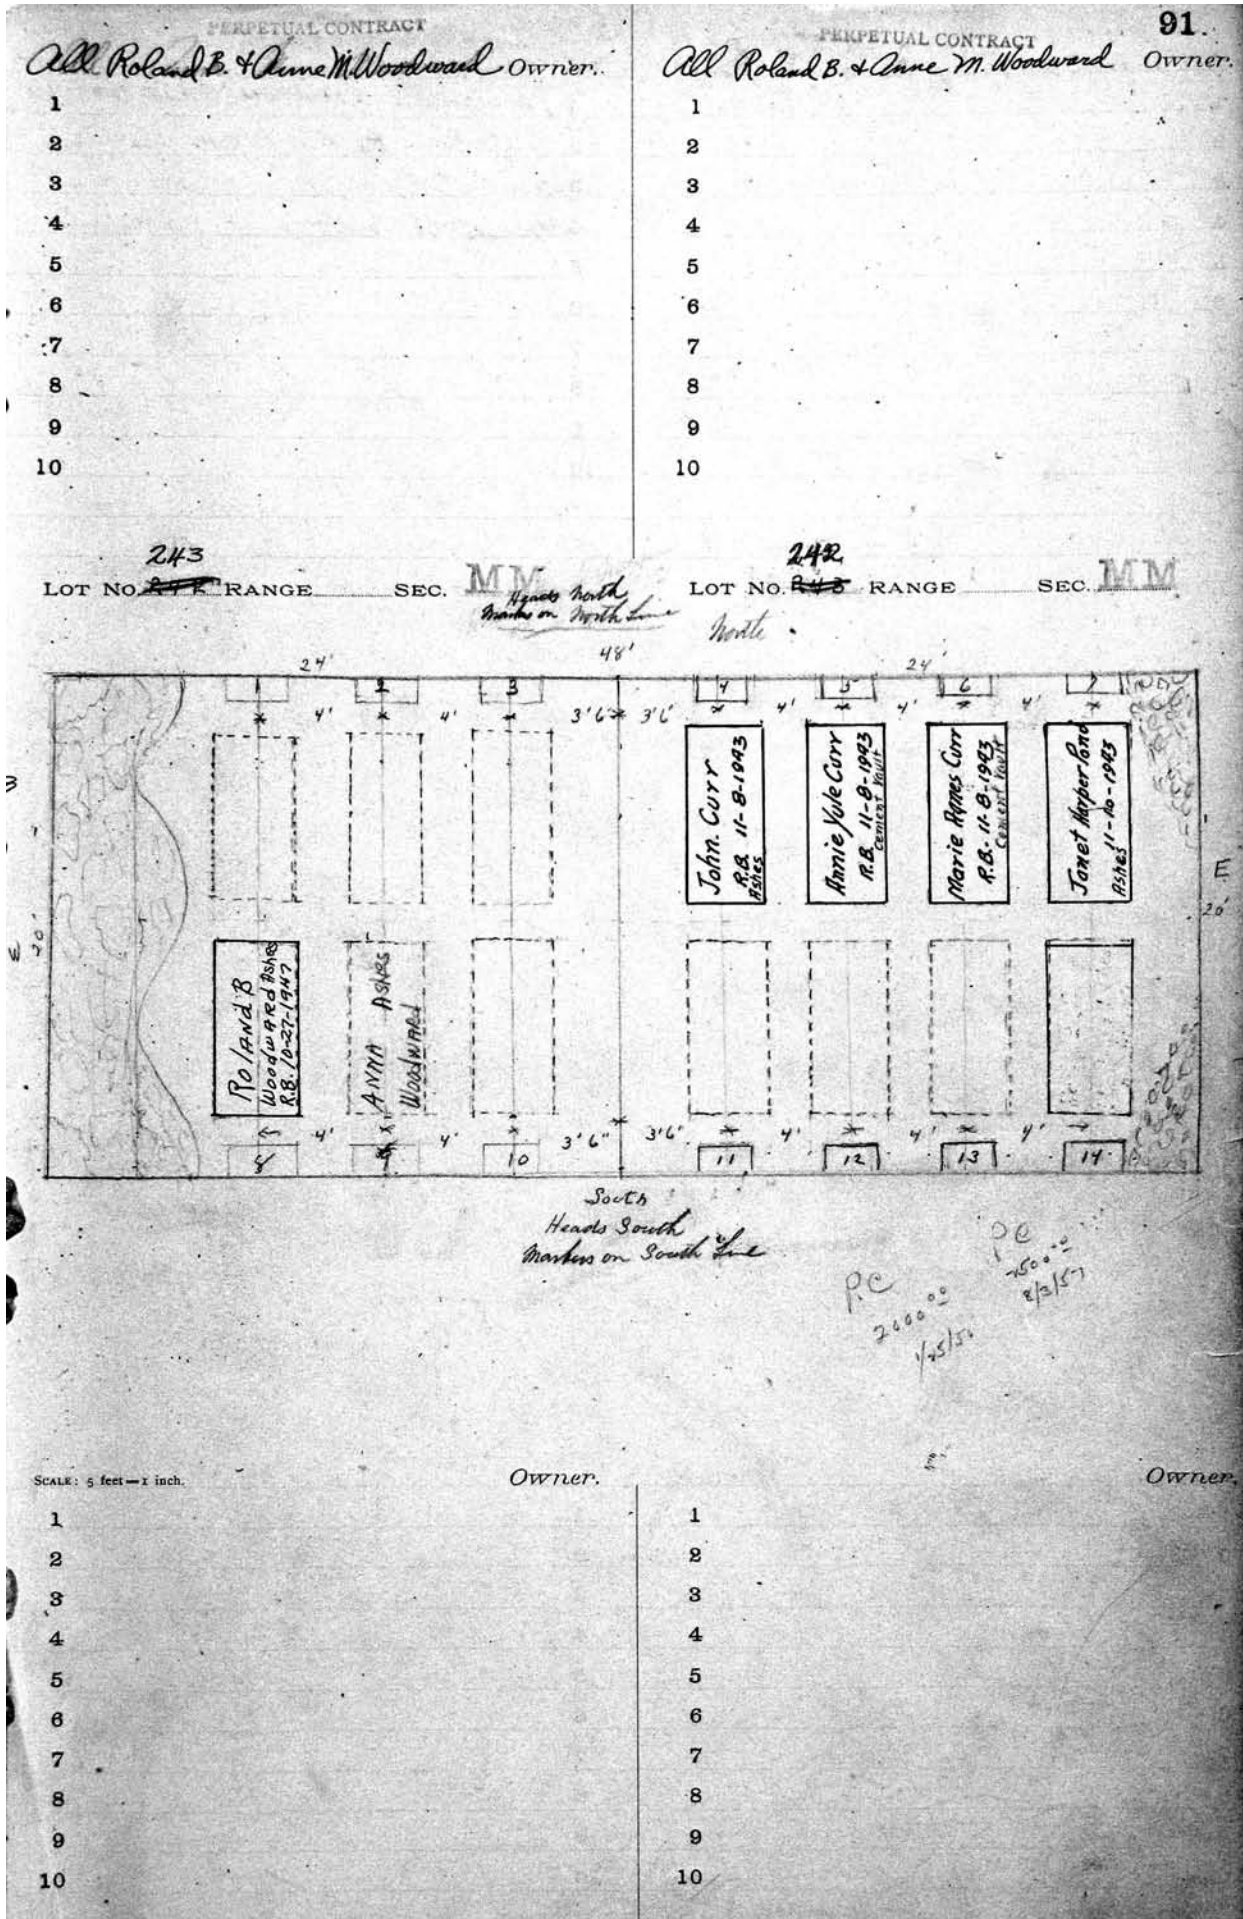 91
PERPETUAL CONTRACT
All Roland B. & Anne M. Woodward Owner.
1
2
3
4
5
6
7
8
9
10
PERPETUAL CONTRACT
All Roland B. & Anne M. Woodward Owner.
1
2
3
4
5
6
7
8
9
10
243
LOT NO. RANGE SEC. MM
242
LOT NO. 243 RANGE SEC. MM
Heads North
Marks on North Line
North
24' 48' 24'
1 2 3 4 5 6 7
4' 4' 3'6" 3'6" 4' 4' 4'
John. Curr
R.B. 11-8-1943
Ashes
Annie Yule Curr
R.B. 11-8-1943
Cement Vault
Marie Agnes Curr
R.B. 11-8-1943
Cement Vault
Janet Harper Pond
11-10-1943
Ashes
E
20'
20'
Roland B
Woodward Ashes
R.B. 10-27-1947
ANNA ASHES
Woodward
4' 4' 3'6" 3'6" 4' 4' 4'
8 9 10 11 12 13 14
South
Heads South
Markers on South Line
P.C
2000.00
P.C
8/3/57
SCALE: 5 feet—1 inch.
Owner.
1
2
3
4
5
6
7
8
9
10
Owner.
1
2
3
4
5
6
7
8
9
10